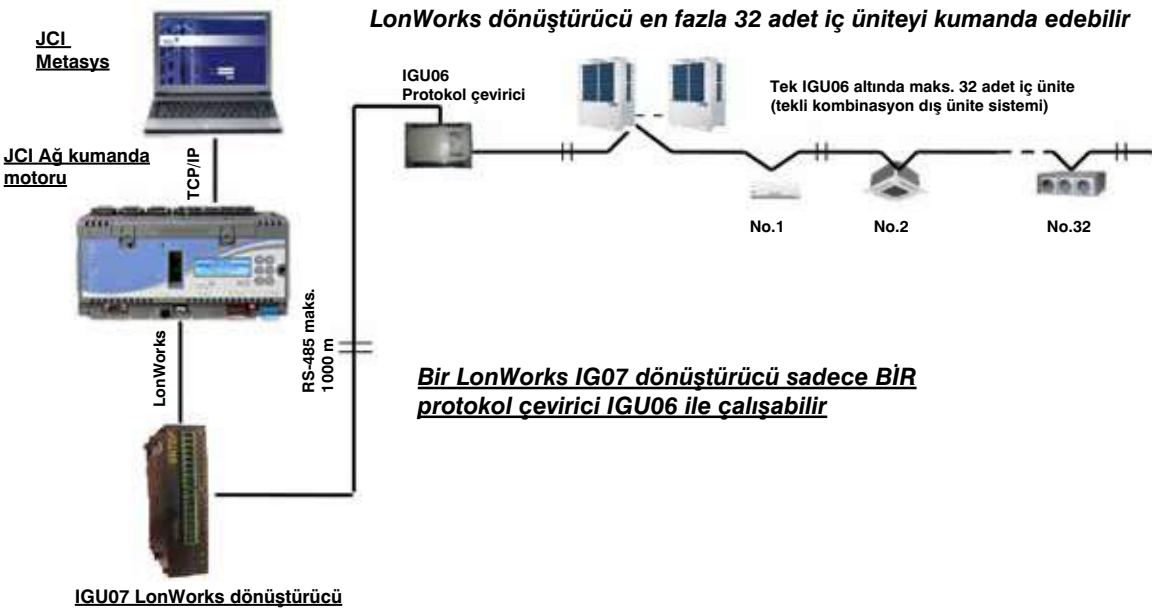 LonWorks dönüştürücü en fazla 32 adet iç üniteyi kumanda edebilir
JCI
Metasys
IGU06
Protokol çevirici
Tek IGU06 altında maks. 32 adet iç ünite
(tekli kombinasyon dış ünite sistemi)
JCI Ağ kumanda
motoru
TCP/IP
No.1
No.2
No.32
LonWorks
RS-485 maks.
1000 m
Bir LonWorks IG07 dönüştürücü sadece BİR
protokol çevirici IGU06 ile çalışabilir
IGU07 LonWorks dönüştürücü